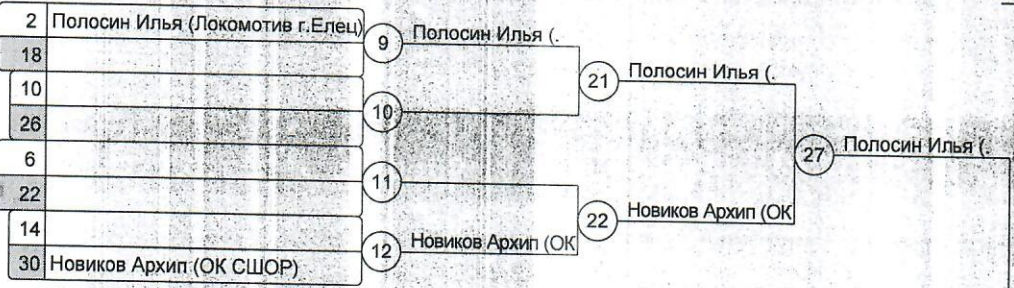 2 Полосин Илья (Локомотив г.Елец)
18
10
26
6
22
14
30 Новиков Архип (ОК СШОР)
9 Полосин Илья (.
10
11
12 Новиков Архип (ОК
21 Полосин Илья (.
22 Новиков Архип (ОК
27 Полосин Илья (.